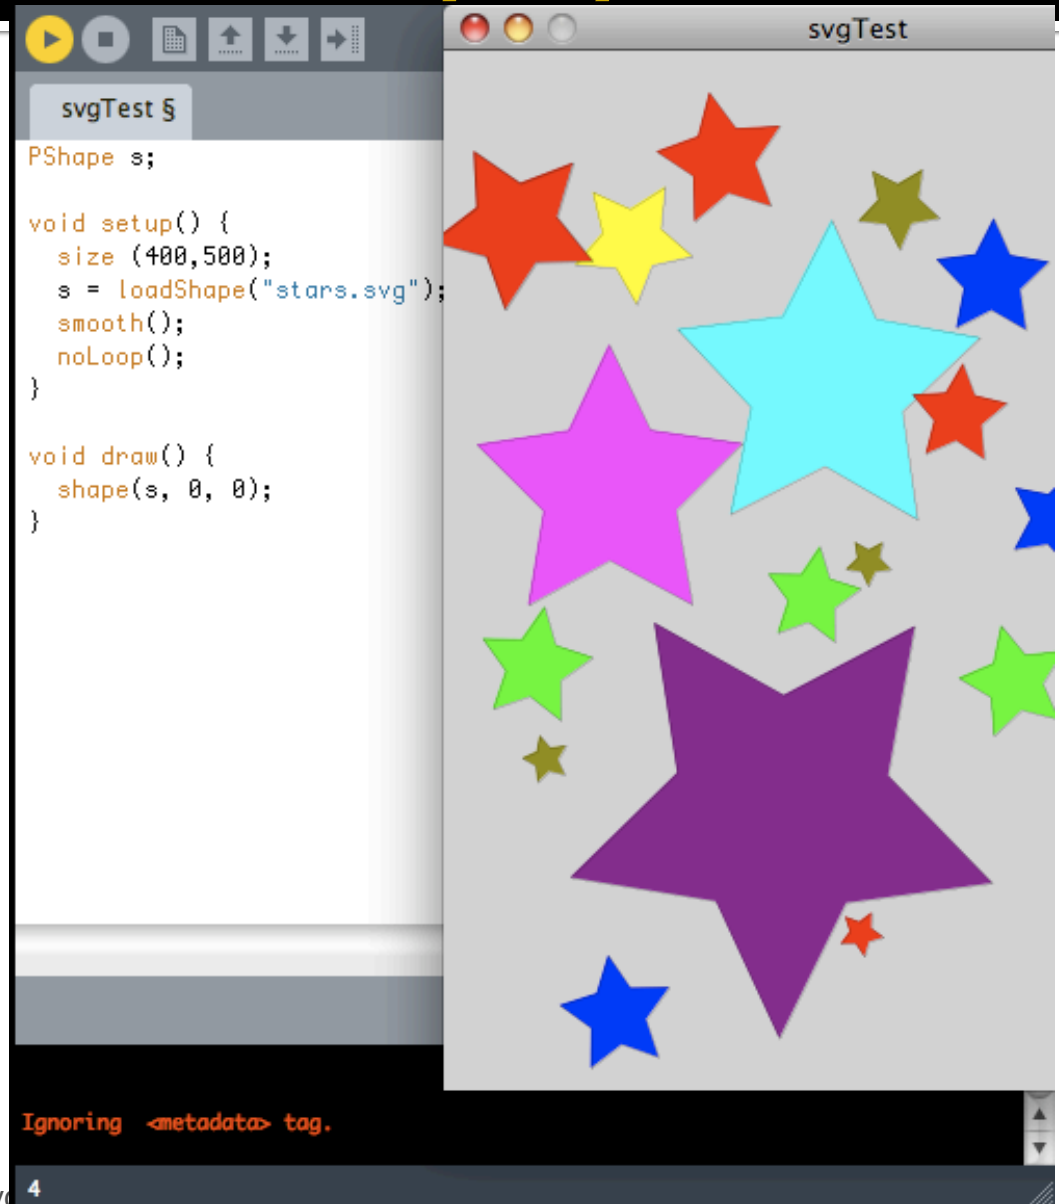 svgTest
svgTest §
PShape s;
void setup() {
  size (400,500);
  s = loadShape("stars.svg");
  smooth();
  noLoop();
}
void draw() {
  shape(s, 0, 0);
}
Ignoring <metadata> tag.
4